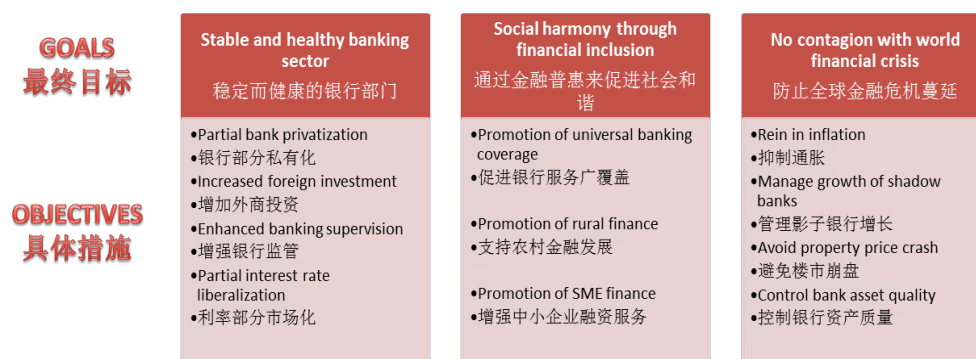 GOALS
最终目标
Stable and healthy banking
sector
稳定而健康的银行部门
Social harmony through
financial inclusion
通过金融普惠来促进社会和
谐
No contagion with world
financial crisis
防止全球金融危机蔓延
OBJECTIVES
具体措施
•Partial bank privatization
•银行部分私有化
•Increased foreign investment
•增加外商投资
•Enhanced banking supervision
•增强银行监管
•Partial interest rate
liberalization
•利率部分市场化
•Promotion of universal banking
coverage
•促进银行服务广覆盖
•Promotion of rural finance
•支持农村金融发展
•Promotion of SME finance
•增强中小企业融资服务
•Rein in inflation
•抑制通胀
•Manage growth of shadow
banks
•管理影子银行增长
•Avoid property price crash
•避免楼市崩盘
•Control bank asset quality
•控制银行资产质量